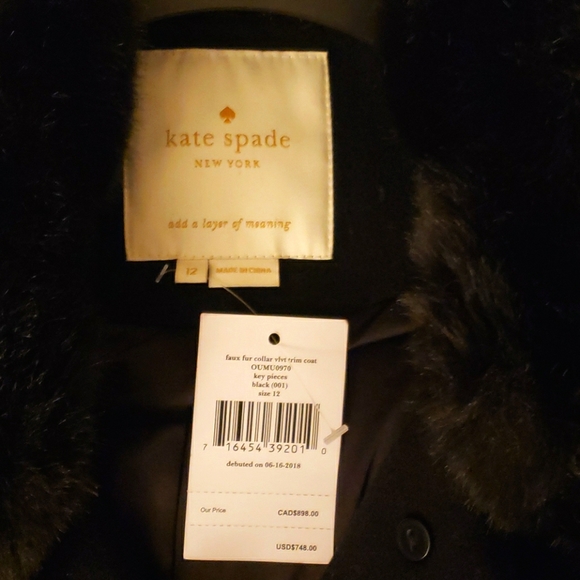 kate spade
NEW YORK
add a layer of meaning
12
MADE IN CHINA
faux fur collar vlvt trim coat
OUMU0970
key pieces
black (001)
size 12
7 16454 39201 0
debuted on 06-16-2018
Our Price
CAD$898.00
USD$748.00